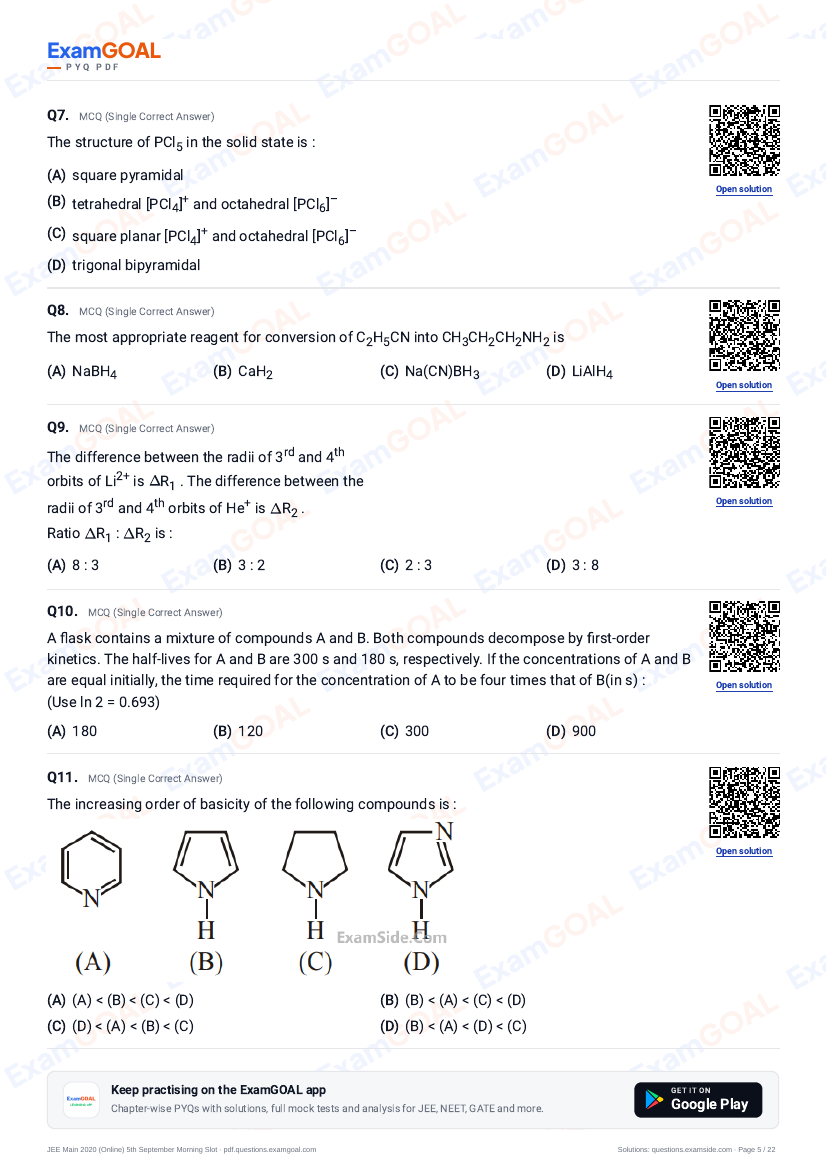 ExamGOAL
PYQ PDF
Q7. MCQ (Single Correct Answer)
The structure of PCl5 in the solid state is :
(A) square pyramidal
(B) tetrahedral [PCl4]+ and octahedral [PCl6]−
(C) square planar [PCl4]+ and octahedral [PCl6]−
(D) trigonal bipyramidal
Open solution
Q8. MCQ (Single Correct Answer)
The most appropriate reagent for conversion of C2H5CN into CH3CH2CH2NH2 is
(A) NaBH4 (B) CaH2 (C) Na(CN)BH3 (D) LiAlH4
Open solution
Q9. MCQ (Single Correct Answer)
The difference between the radii of 3rd and 4th
orbits of Li2+ is ΔR1 . The difference between the
radii of 3rd and 4th orbits of He+ is ΔR2 .
Ratio ΔR1 : ΔR2 is :
(A) 8 : 3 (B) 3 : 2 (C) 2 : 3 (D) 3 : 8
Open solution
Q10. MCQ (Single Correct Answer)
A flask contains a mixture of compounds A and B. Both compounds decompose by first-order
kinetics. The half-lives for A and B are 300 s and 180 s, respectively. If the concentrations of A and B
are equal initially, the time required for the concentration of A to be four times that of B(in s) :
(Use ln 2 = 0.693)
(A) 180 (B) 120 (C) 300 (D) 900
Open solution
Q11. MCQ (Single Correct Answer)
The increasing order of basicity of the following compounds is :
N
N N N N
H H H
ExamSide.Com
(A) (B) (C) (D)
(A) (A) < (B) < (C) < (D) (B) (B) < (A) < (C) < (D)
(C) (D) < (A) < (B) < (C) (D) (B) < (A) < (D) < (C)
Open solution
ExamGOAL
Keep practising on the ExamGOAL app
Chapter-wise PYQs with solutions, full mock tests and analysis for JEE, NEET, GATE and more.
GET IT ON
Google Play
JEE Main 2020 (Online) 5th September Morning Slot · pdf.questions.examgoal.com Solutions: questions.examside.com · Page 5 / 22